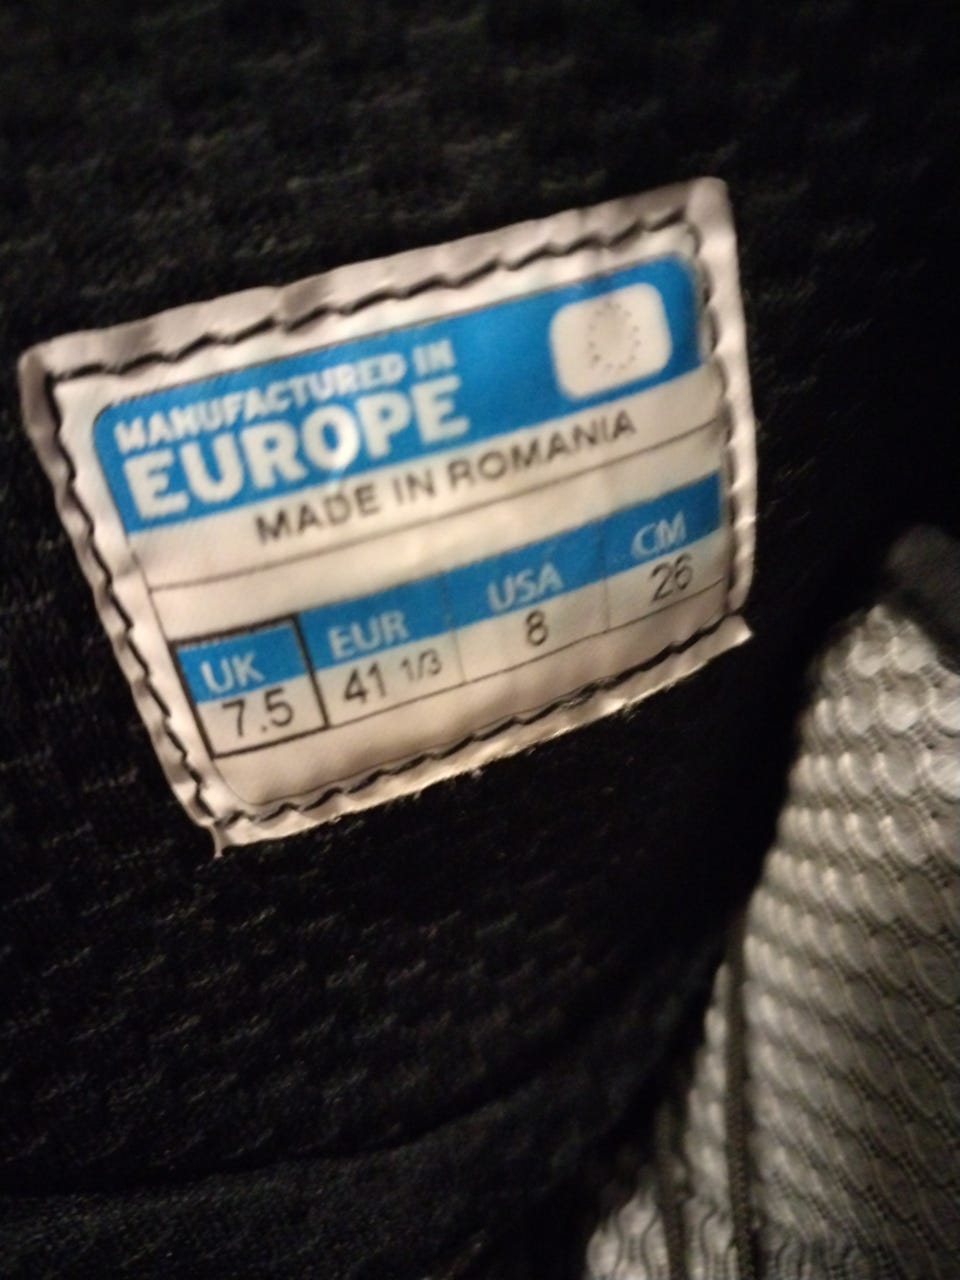 MANUFACTURED IN
EUROPE
MADE IN ROMANIA
UK EUR USA CM
7.5 41 1/3 8 26